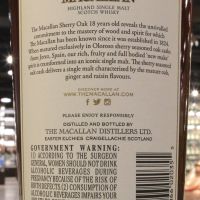 MACALLAN
HIGHLAND SINGLE MALT
SCOTCH WHISKY
The Macallan Sherry Oak 18 years old reveals the unrivalled
commitment to the mastery of wood and spirit for which
The Macallan has been known since it was established in 1824.
When matured exclusively in Oloroso sherry seasoned oak casks
from Jerez, Spain, our rich, fruity and full bodied 'new make'
spirit is transformed into an iconic single malt. The sherry seasoned
oak cask delivers a single malt characterised by the mature oak,
ginger and raisin flavours.
DISCOVER MORE AT
WWW.THEMACALLAN.COM
PLEASE ENJOY RESPONSIBLY
DISTILLED AND BOTTLED BY
THE MACALLAN DISTILLERS LTD.
EASTER ELCHIES CRAIGELLACHIE SCOTLAND
GOVERNMENT WARNING:
(1) ACCORDING TO THE SURGEON
GENERAL, WOMEN SHOULD NOT DRINK
ALCOHOLIC BEVERAGES DURING
PREGNANCY BECAUSE OF THE RISK OF
BIRTH DEFECTS. (2) CONSUMPTION OF
ALCOHOLIC BEVERAGES IMPAIRS YOUR